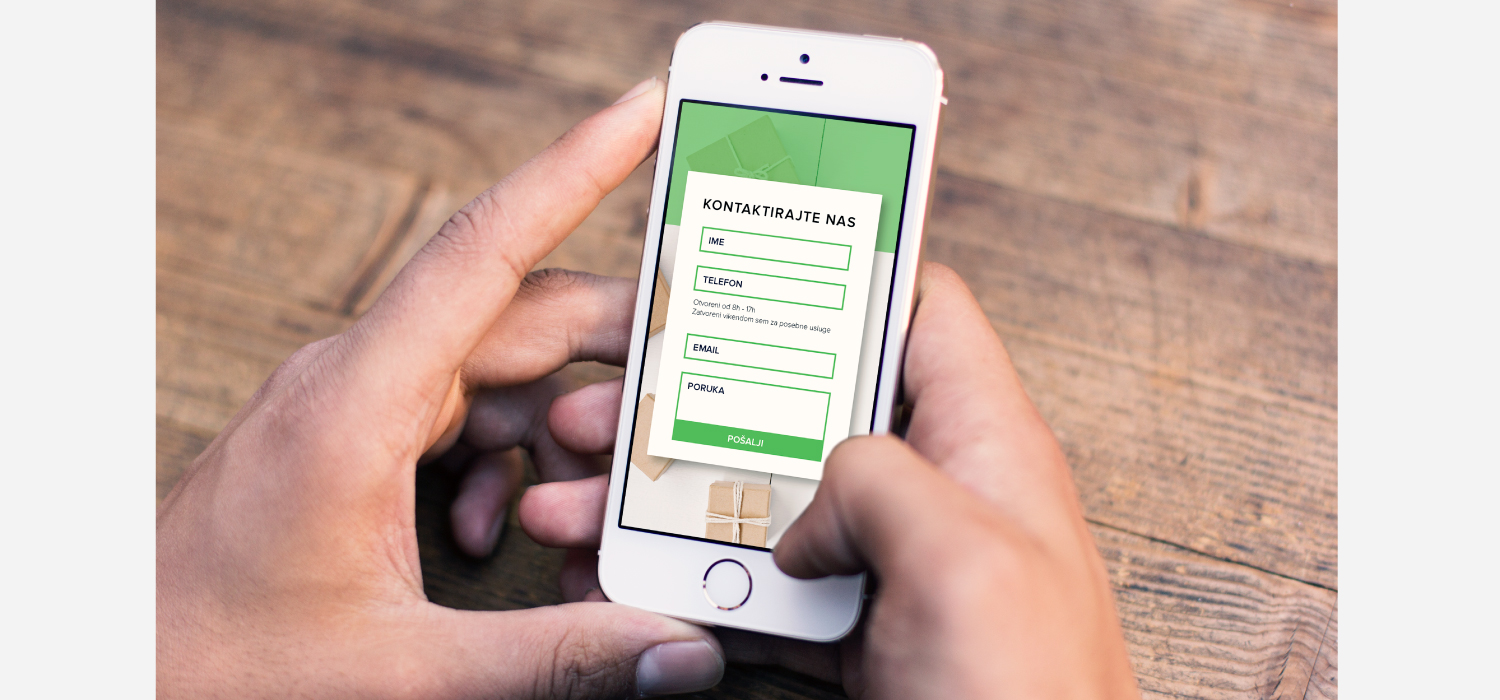 KONTAKTIRAJTE NAS
IME
TELEFON
Otvoreni od 8h - 17h
Zatvoreni vikendom sem za posebne usluge
EMAIL
PORUKA
POŠALJI